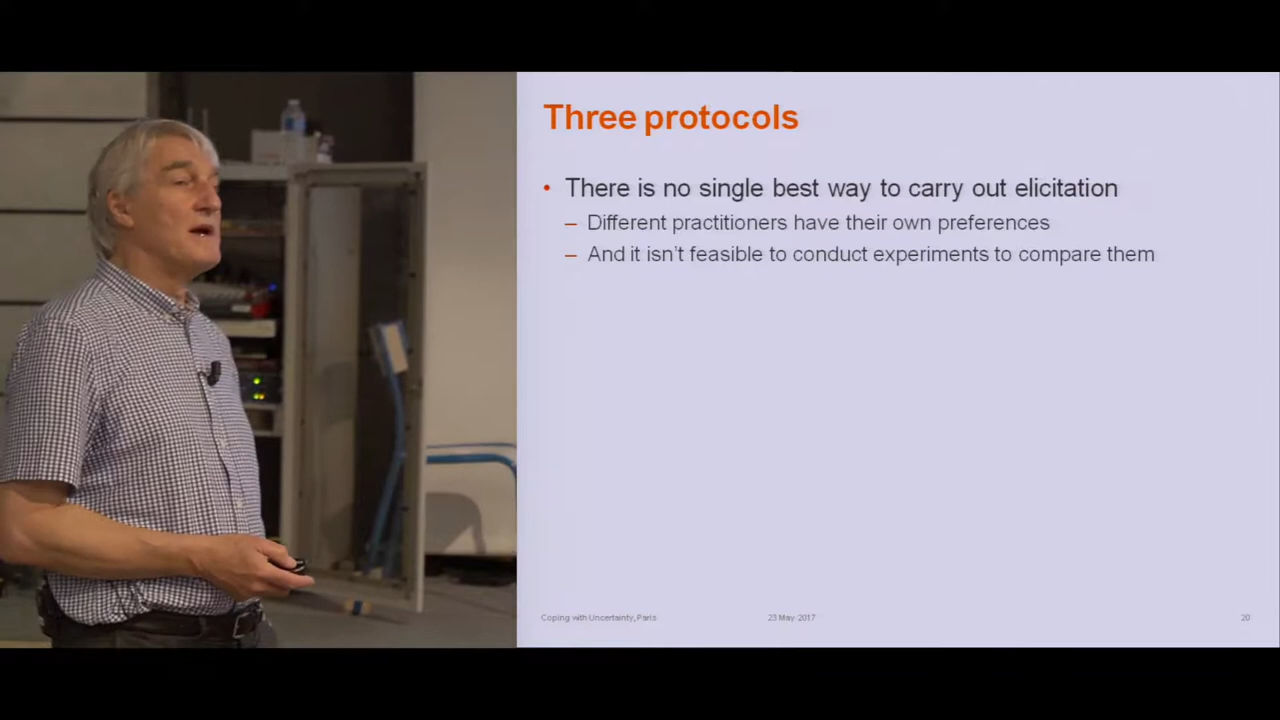 Three protocols
• There is no single best way to carry out elicitation
– Different practitioners have their own preferences
– And it isn't feasible to conduct experiments to compare them
Coping with Uncertainty, Paris 23 May 2017 20